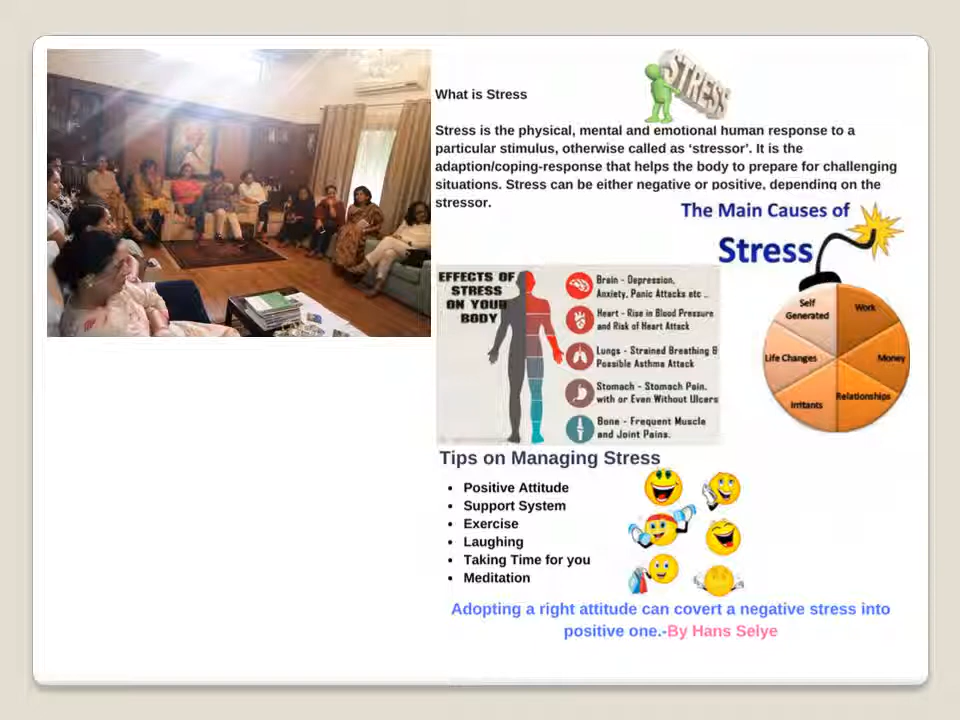 STRESS
What is Stress
Stress is the physical, mental and emotional human response to a
particular stimulus, otherwise called as ‘stressor’. It is the
adaption/coping-response that helps the body to prepare for challenging
situations. Stress can be either negative or positive, depending on the
stressor.
The Main Causes of
Stress
Self
Generated
Work
Life Changes
Money
Irritants
Relationships
EFFECTS OF
STRESS
ON YOUR
BODY
Brain - Depression,
Anxiety, Panic Attacks etc ..
Heart - Rise in Blood Pressure
and Risk of Heart Attack
Lungs - Strained Breathing &
Possible Asthma Attack
Stomach - Stomach Pain,
with or Even Without Ulcers
Bone - Frequent Muscle
and Joint Pains.
Tips on Managing Stress
• Positive Attitude
• Support System
• Exercise
• Laughing
• Taking Time for you
• Meditation
Adopting a right attitude can covert a negative stress into
positive one.-By Hans Selye